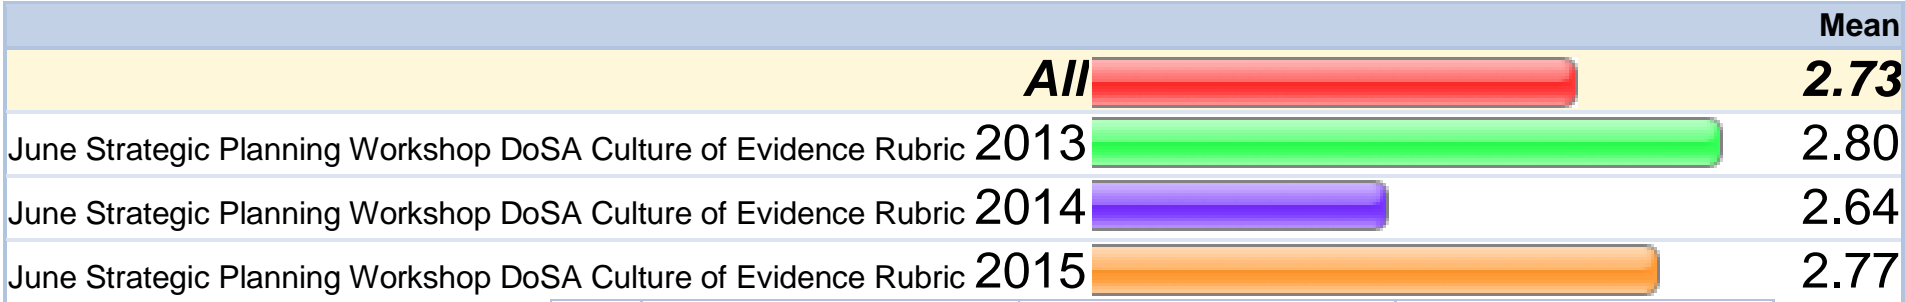 Mean
All 2.73
June Strategic Planning Workshop DoSA Culture of Evidence Rubric 2013 2.80
June Strategic Planning Workshop DoSA Culture of Evidence Rubric 2014 2.64
June Strategic Planning Workshop DoSA Culture of Evidence Rubric 2015 2.77